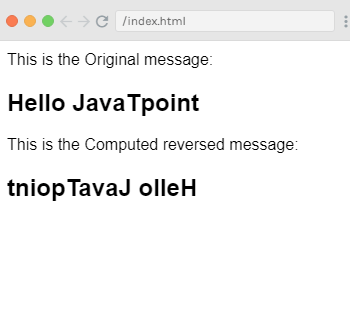 /index.html
This is the Original message:
Hello JavaTpoint
This is the Computed reversed message:
tniopTavaJ olleH